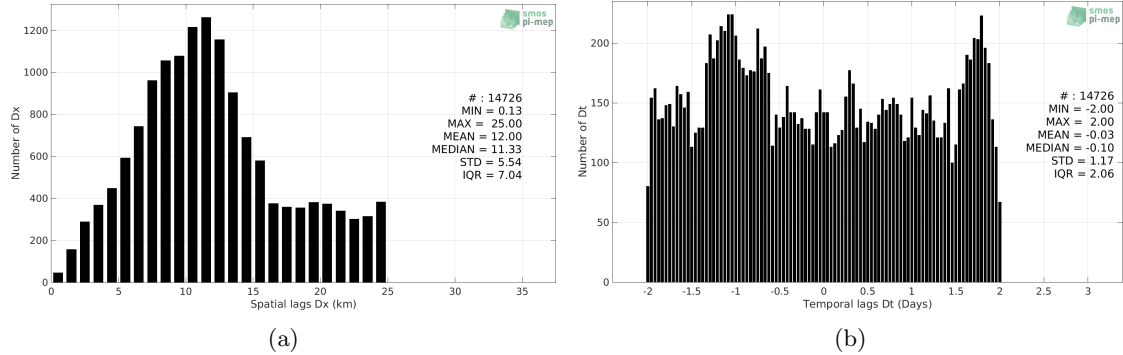 smos
pi-mep
1200
1000
800
600
400
200
0
Number of Dx
# : 14726
MIN = 0.13
MAX = 25.00
MEAN = 12.00
MEDIAN = 11.33
STD = 5.54
IQR = 7.04
0 5 10 15 20 25 30 35
Spatial lags Dx (km)
(a)
smos
pi-mep
200
150
100
50
0
Number of Dt
# : 14726
MIN = -2.00
MAX = 2.00
MEAN = -0.03
MEDIAN = -0.10
STD = 1.17
IQR = 2.06
-2 -1.5 -1 -0.5 0 0.5 1 1.5 2 2.5 3
Temporal lags Dt (Days)
(b)